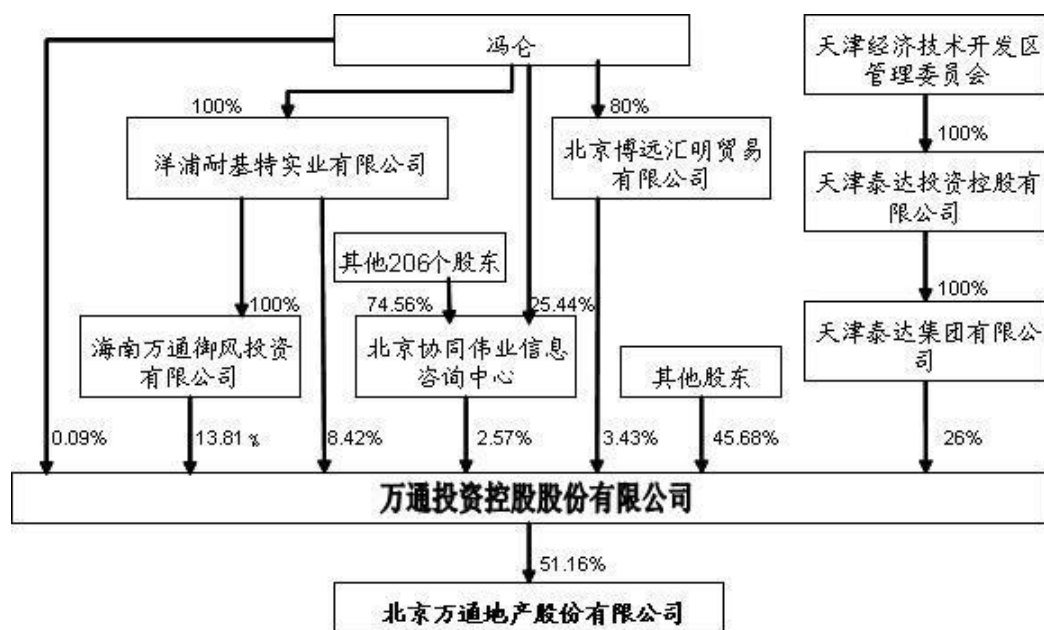 冯仑
天津经济技术开发区
管理委员会
100%
80%
100%
洋浦耐基特实业有限公司
北京博远汇明贸易
有限公司
天津泰达投资控股有
限公司
其他206个股东
100%
74.56%
25.44%
100%
海南万通御风投资
有限公司
北京协同伟业信息
咨询中心
其他股东
天津泰达集团有限公
司
0.09%
13.81%
8.42%
2.57%
3.43%
45.68%
26%
万通投资控股股份有限公司
51.16%
北京万通地产股份有限公司